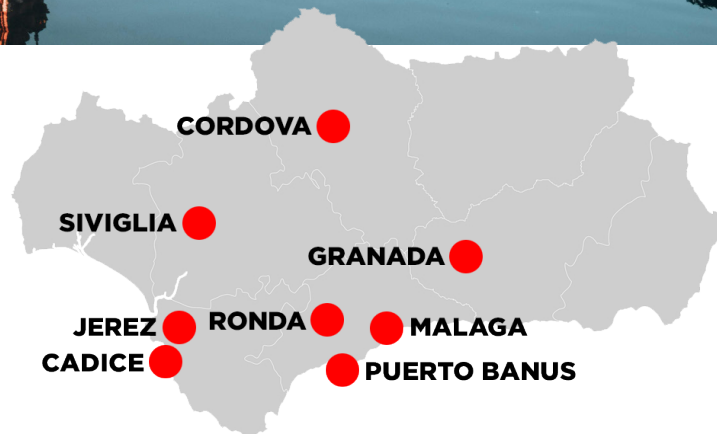 CORDOVA
SIVIGLIA
GRANADA
JEREZ
RONDA
MALAGA
CADICE
PUERTO BANUS